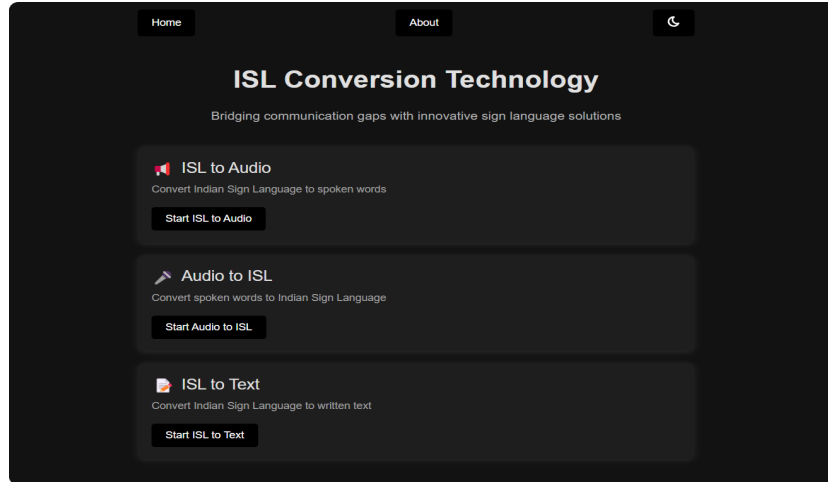 Home About
ISL Conversion Technology
Bridging communication gaps with innovative sign language solutions
ISL to Audio
Convert Indian Sign Language to spoken words
Start ISL to Audio
Audio to ISL
Convert spoken words to Indian Sign Language
Start Audio to ISL
ISL to Text
Convert Indian Sign Language to written text
Start ISL to Text